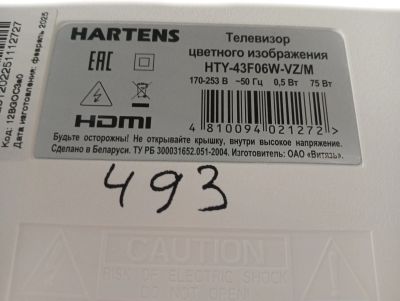 HARTENS
Телевизор
цветного изображения
HTY-43F06W-VZ/M
170-253 В ~50 Гц 0,5 Вт 75 Вт
EAC
HDMI
4 810094 021272 >
Будьте осторожны! Не открывайте крышку, внутри высокое напряжение.
Сделано в Беларуси. ТУ РБ 300031652.051-2004. Изготовитель: ОАО «Витязь».
493
CAUTION
RISK OF ELECTRIC SHOCK
DO NOT OPEN!
Дата изготовления: февраль 2025